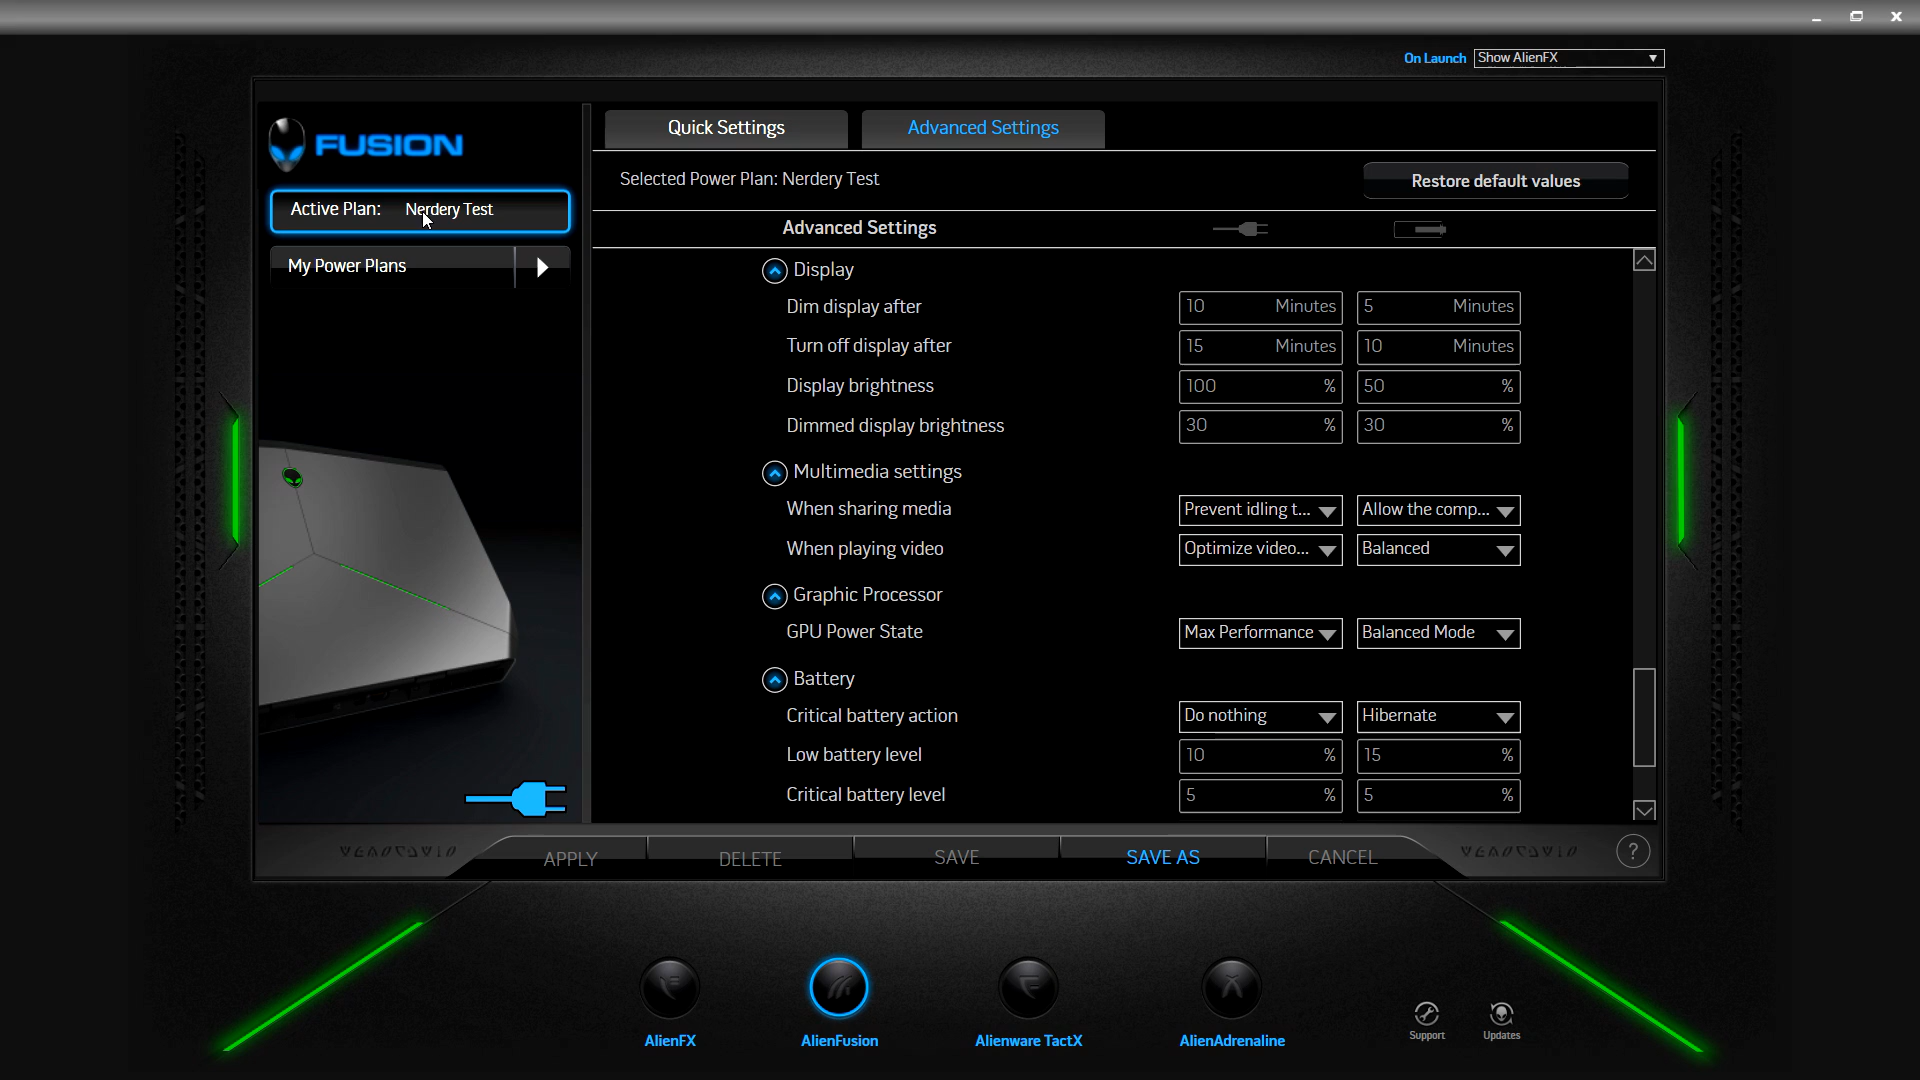 On Launch Show AlienFX
FUSION
Quick Settings Advanced Settings
Selected Power Plan: Nerdery Test Restore default values
Active Plan: Nerdery Test
Advanced Settings
My Power Plans
Display
Dim display after 10 Minutes 5 Minutes
Turn off display after 15 Minutes 10 Minutes
Display brightness 100 % 50 %
Dimmed display brightness 30 % 30 %
Multimedia settings
When sharing media Prevent idling t... Allow the comp...
When playing video Optimize video... Balanced
Graphic Processor
GPU Power State Max Performance Balanced Mode
Battery
Critical battery action Do nothing Hibernate
Low battery level 10 % 15 %
Critical battery level 5 % 5 %
APPLY DELETE SAVE SAVE AS CANCEL ?
AlienFX AlienFusion Alienware TactX AlienAdrenaline Support Updates